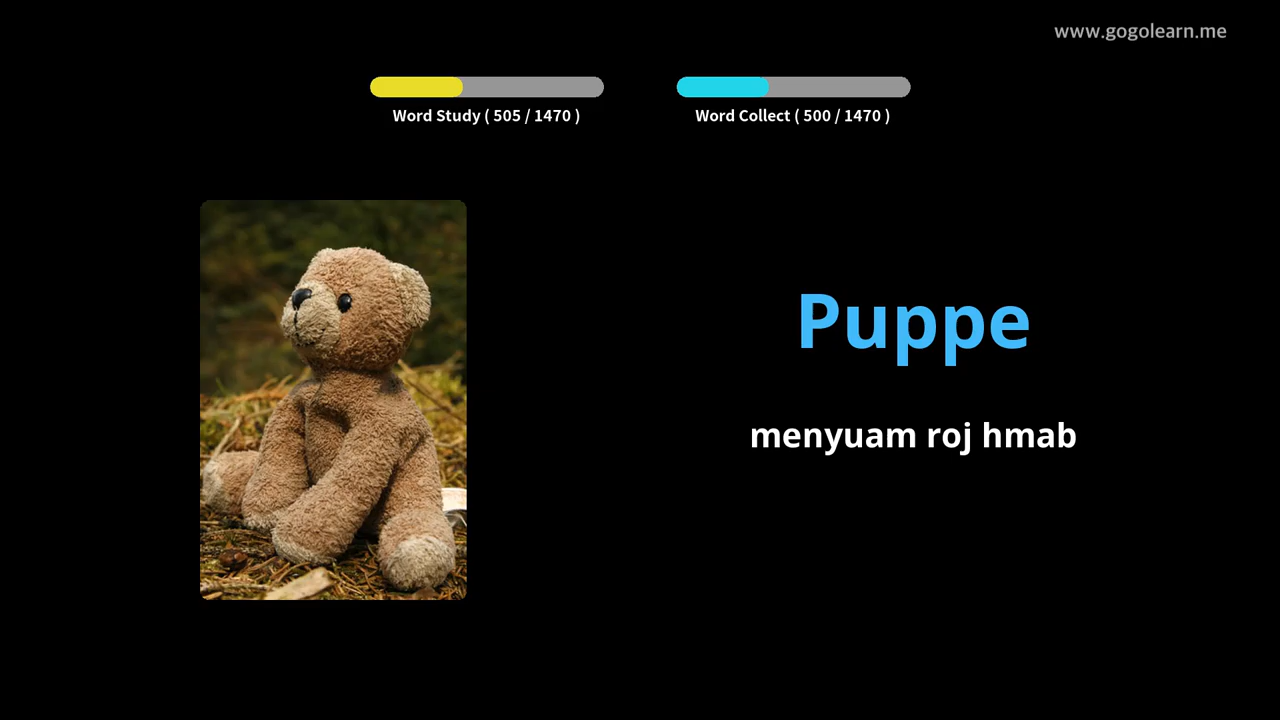 www.gogolearn.me
Word Study ( 505 / 1470 )
Word Collect ( 500 / 1470 )
Puppe
menyuam roj hmab